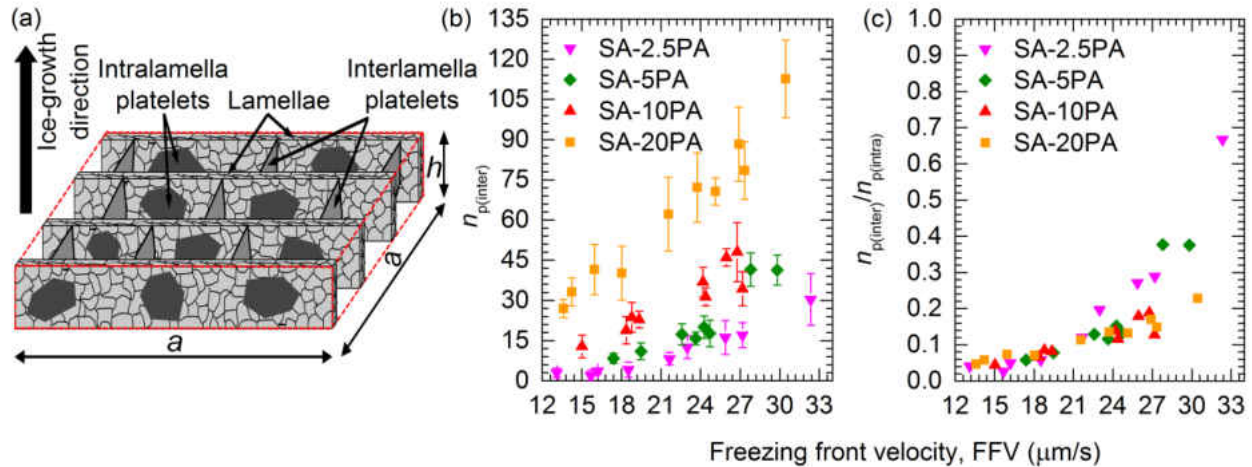 (a)
Ice-growth
direction
Intralamella
platelets
Lamellae
Interlamella
platelets
h
a
a
(b)
135
120
105
90
75
60
45
30
15
0
n_p(inter)
SA-2.5PA
SA-5PA
SA-10PA
SA-20PA
12 15 18 21 24 27 30 33
(c)
1.0
0.9
0.8
0.7
0.6
0.5
0.4
0.3
0.2
0.1
0.0
n_p(inter)/n_p(intra)
SA-2.5PA
SA-5PA
SA-10PA
SA-20PA
12 15 18 21 24 27 30 33
Freezing front velocity, FFV (μm/s)